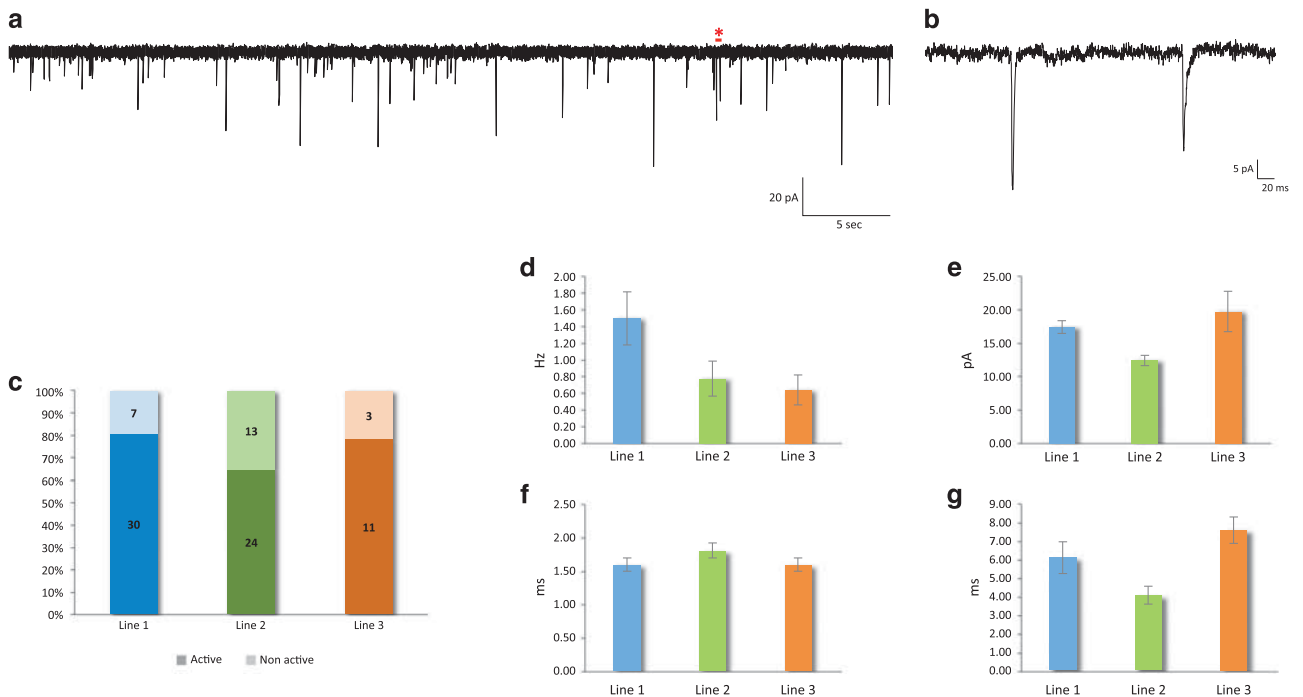 a
*
20 pA
5 sec
b
5 pA
20 ms
c
100%
90%
80%
70%
60%
50%
40%
30%
20%
10%
0%
7
13
3
30
24
11
Line 1
Line 2
Line 3
Active
Non active
d
2.00
1.80
1.60
1.40
1.20
1.00
0.80
0.60
0.40
0.20
0.00
Hz
Line 1
Line 2
Line 3
e
25.00
20.00
15.00
10.00
5.00
0.00
pA
Line 1
Line 2
Line 3
f
2.50
2.00
1.50
1.00
0.50
0.00
ms
Line 1
Line 2
Line 3
g
9.00
8.00
7.00
6.00
5.00
4.00
3.00
2.00
1.00
0.00
ms
Line 1
Line 2
Line 3